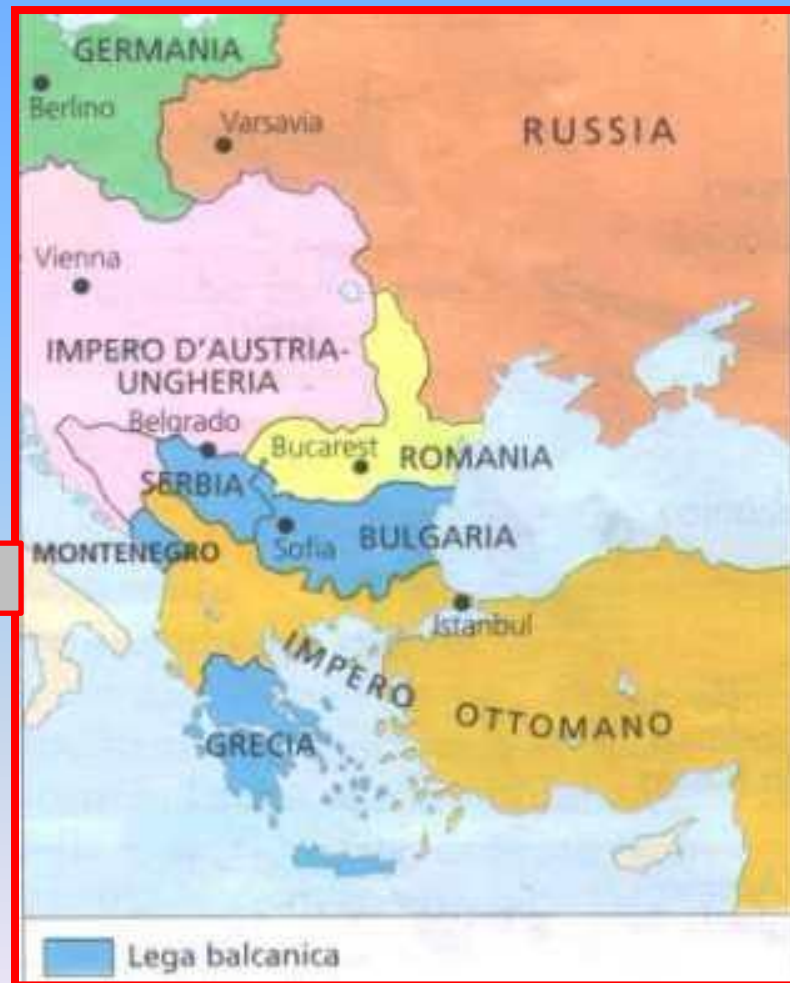 GERMANIA
Berlino
Varsavia
RUSSIA
Vienna
IMPERO D'AUSTRIA-
UNGHERIA
Belgrado
Bucarest
ROMANIA
SERBIA
MONTENEGRO
Sofia
BULGARIA
Istanbul
IMPERO
OTTOMANO
GRECIA
Lega balcanica